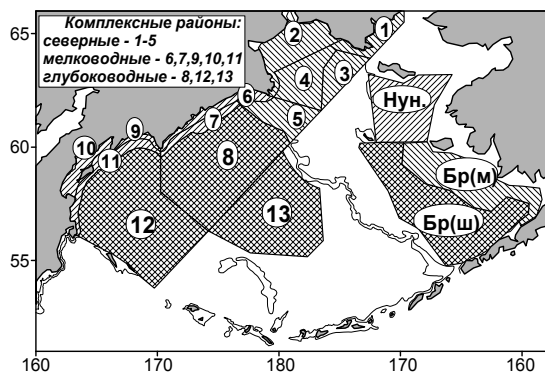 Комплексные районы:
северные - 1-5
мелководные - 6,7,9,10,11
глубоководные - 8,12,13
65
60
55
1
2
3
4
5
6
7
8
9
10
11
12
13
Нун.
Бр(м)
Бр(ш)
160 170 180 170 160